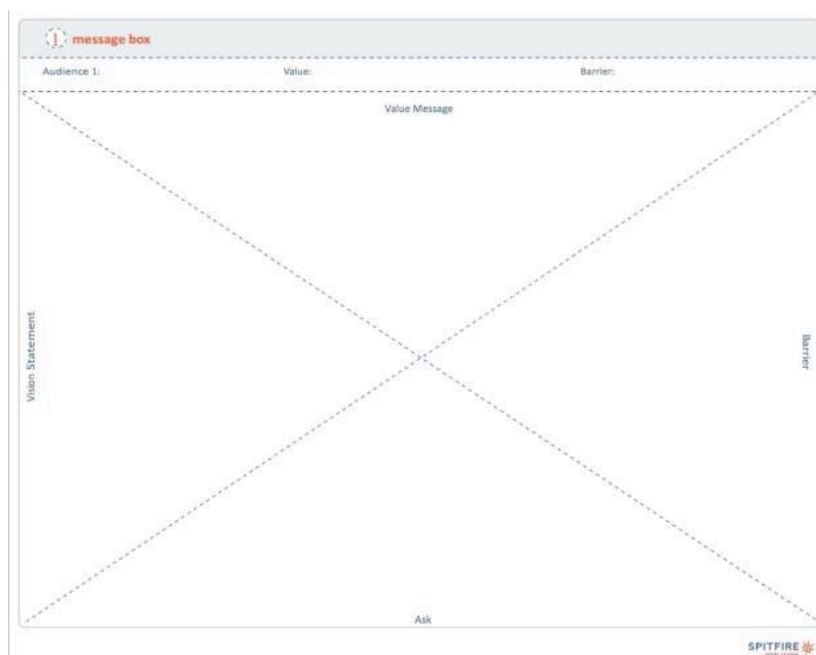 1 message box
Audience 1:
Value:
Barrier:
Value Message
Vision Statement
Barrier
Ask
SPITFIRE